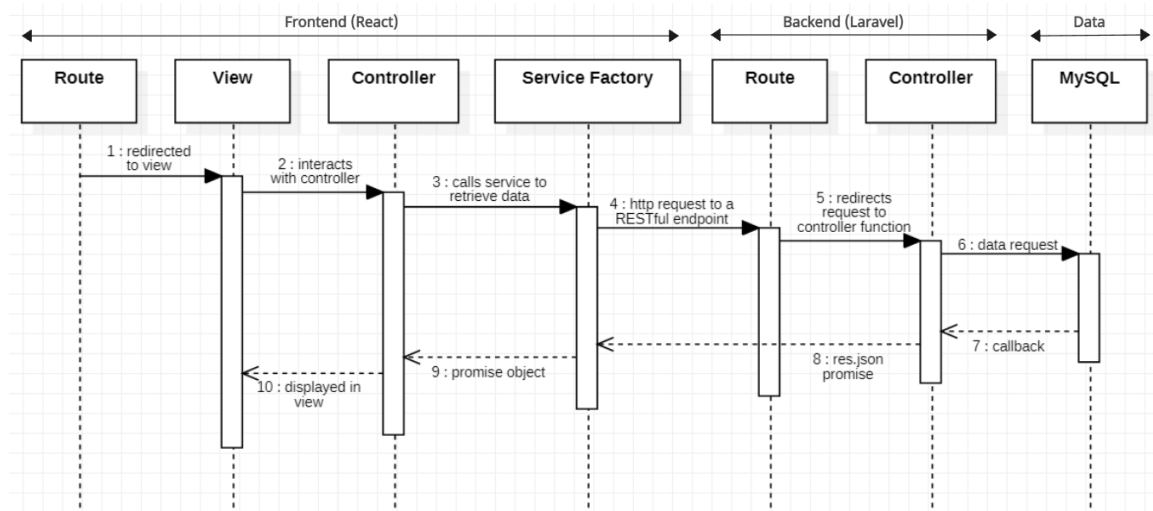 Frontend (React)
Backend (Laravel)
Data
Route
View
Controller
Service Factory
Route
Controller
MySQL
1 : redirected
to view
2 : interacts
with controller
3 : calls service to
retrieve data
4 : http request to a
RESTful endpoint
5 : redirects
request to
controller function
6 : data request
7 : callback
8 : res.json
promise
9 : promise object
10 : displayed in
view